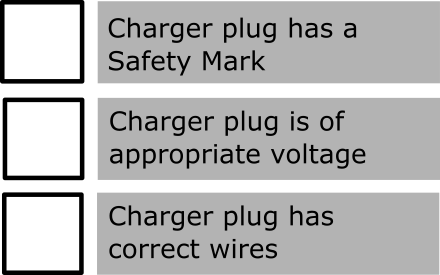 Charger plug has a
Safety Mark
Charger plug is of
appropriate voltage
Charger plug has
correct wires